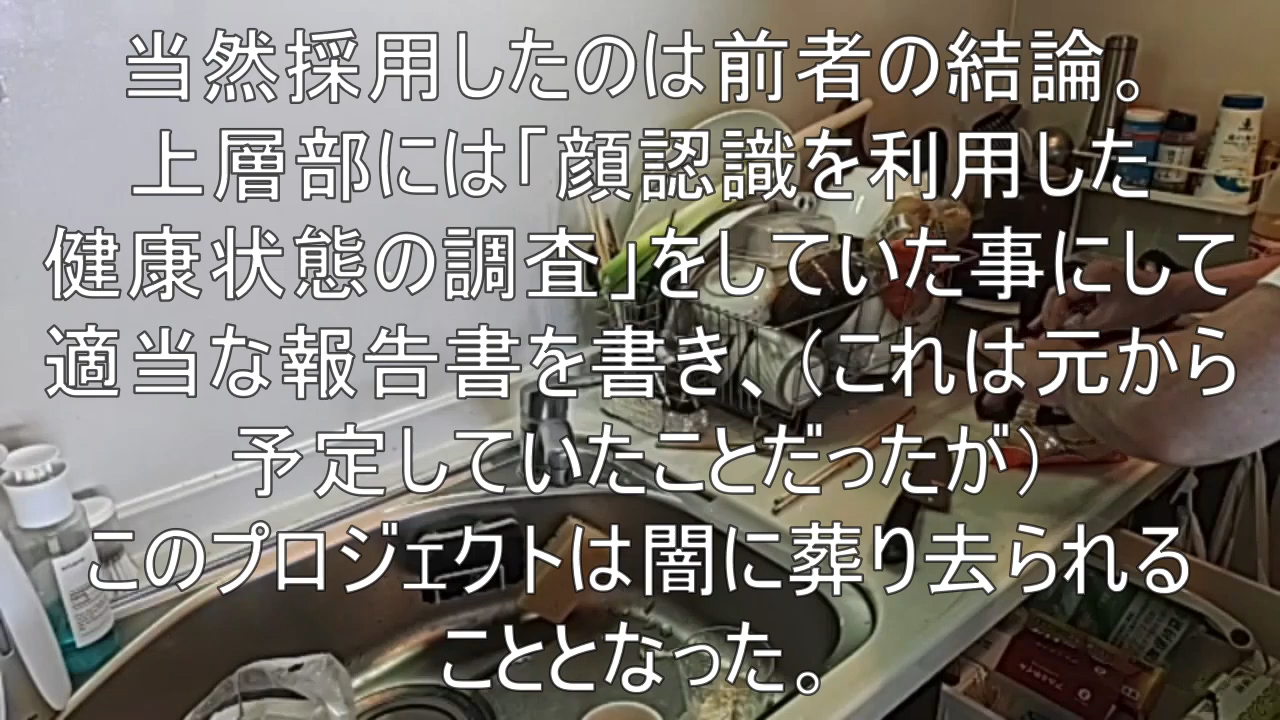 当然採用したのは前者の結論。
上層部には「顔認識を利用した
健康状態の調査」をしていた事にして
適当な報告書を書き、（これは元から
予定していたことだったが）
このプロジェクトは闇に葬り去られる
こととなった。